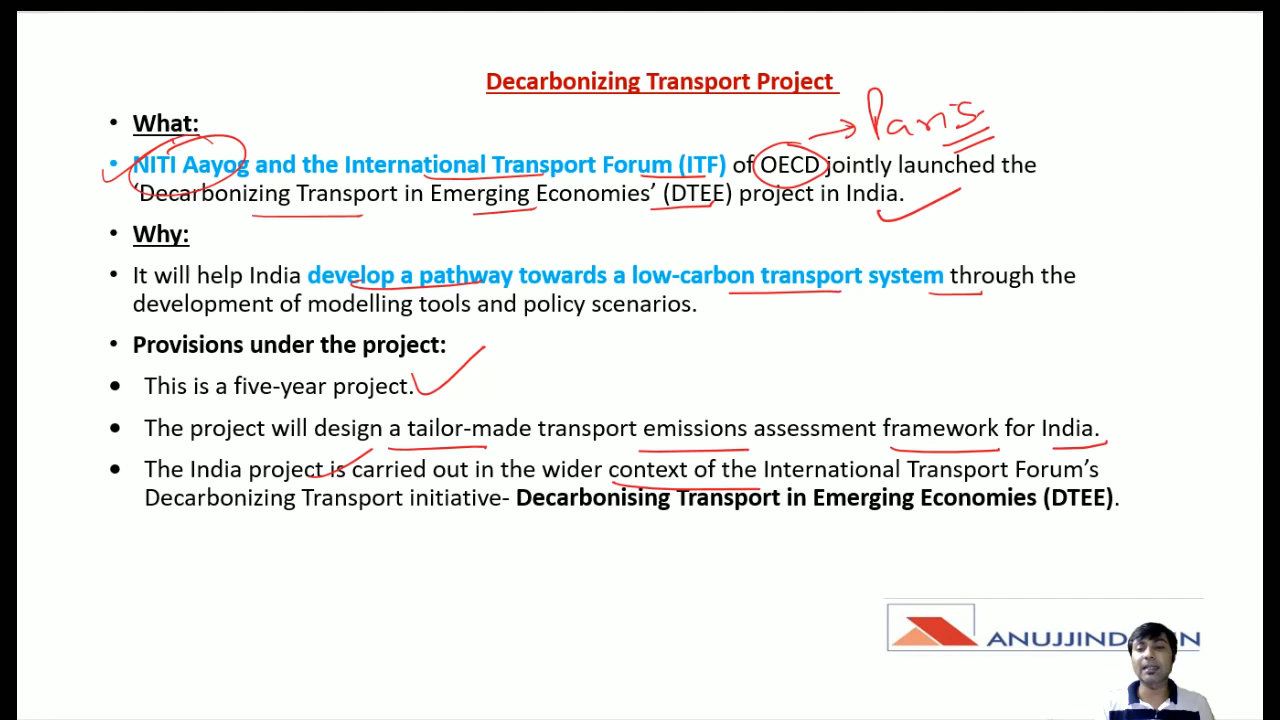 Decarbonizing Transport Project
• What:
Paris
• NITI Aayog and the International Transport Forum (ITF) of OECD jointly launched the
‘Decarbonizing Transport in Emerging Economies’ (DTEE) project in India.
• Why:
• It will help India develop a pathway towards a low-carbon transport system through the
development of modelling tools and policy scenarios.
• Provisions under the project:
• This is a five-year project.
• The project will design a tailor-made transport emissions assessment framework for India.
• The India project is carried out in the wider context of the International Transport Forum’s
Decarbonizing Transport initiative- Decarbonising Transport in Emerging Economies (DTEE).